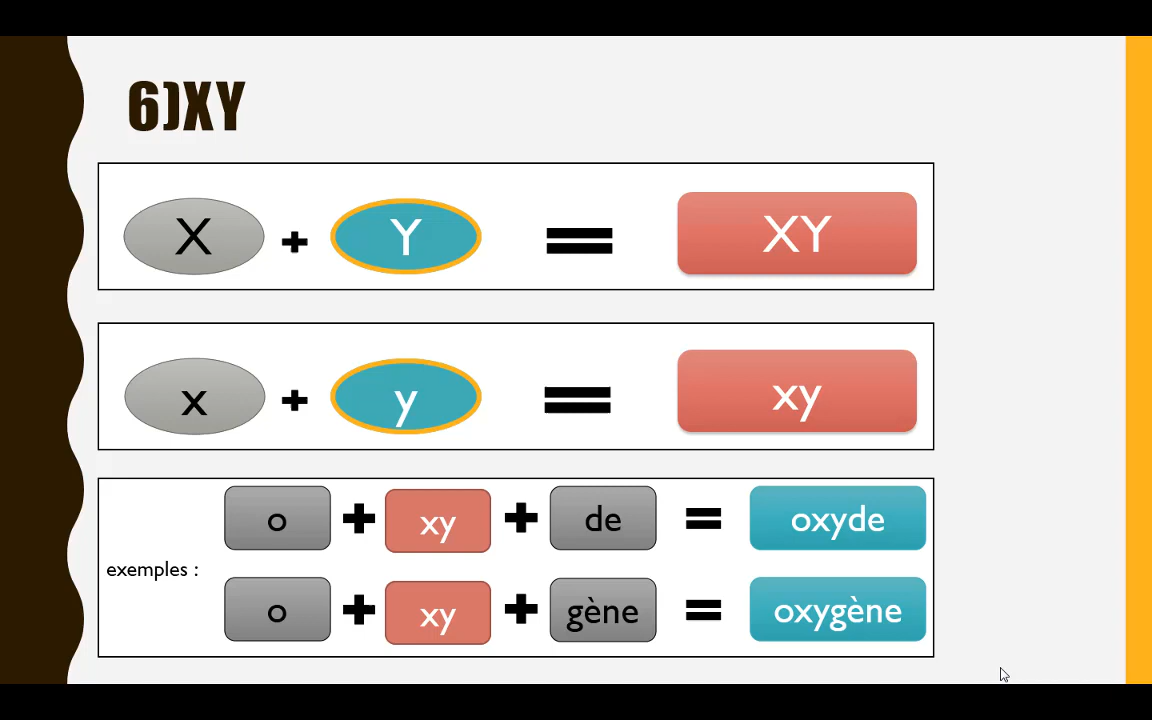 6)XY
X + Y = XY
x + y = xy
o + xy + de = oxyde
exemples :
o + xy + gène = oxygène